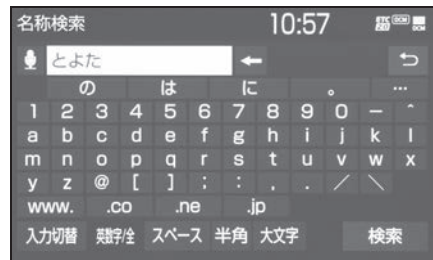 名称検索 10:57
とよた ←
の は に 。 …
1 2 3 4 5 6 7 8 9 0 - ^
a b c d e f g h i j k l
m n o p q r s t u v w x
y z @ [ ] ; : , . / \
www. .co .ne .jp
入力切替 英数字/全 スペース 半角 大文字 検索